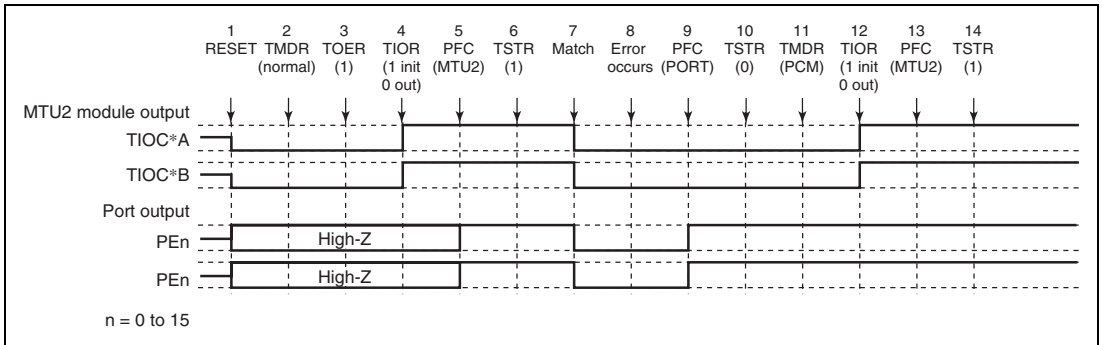 1 2 3 4 5 6 7 8 9 10 11 12 13 14
RESET TMDR TOER TIOR PFC TSTR Match Error PFC TSTR TMDR TIOR PFC TSTR
(normal) (1) (1 init (MTU2) (1) occurs (PORT) (0) (PCM) (1 init (MTU2) (1)
0 out) 0 out)
MTU2 module output
TIOC*A
TIOC*B
Port output
PEn High-Z
PEn High-Z
n = 0 to 15